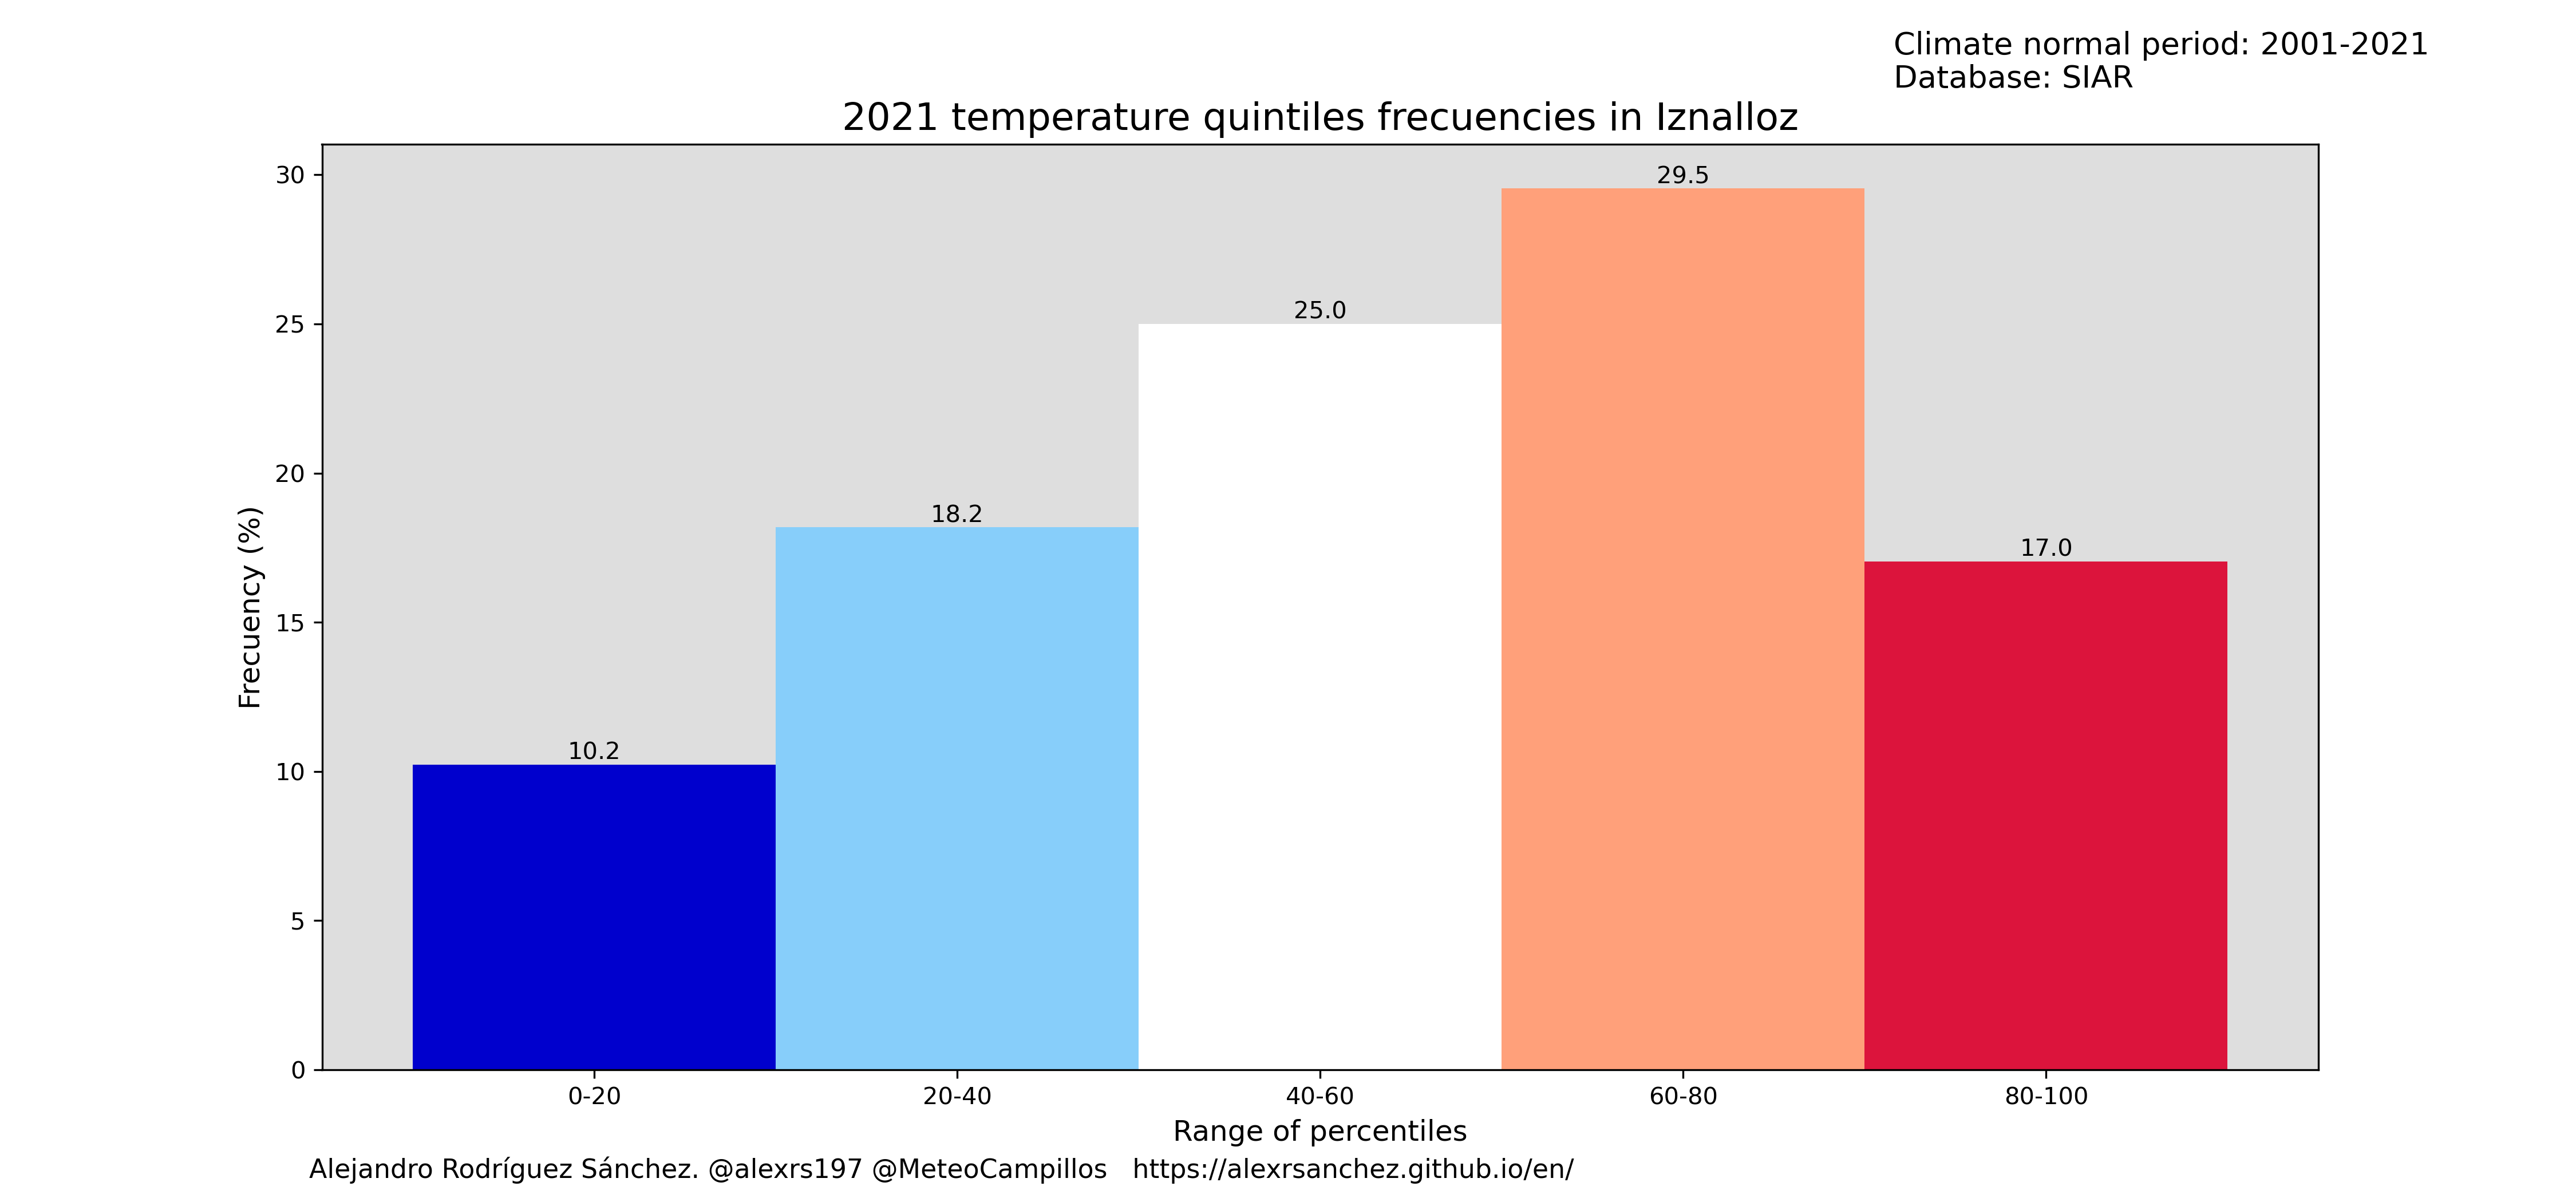 Climate normal period: 2001-2021
Database: SIAR
2021 temperature quintiles frecuencies in Iznalloz
30
25
20
15
10
5
0
Frecuency (%)
10.2
18.2
25.0
29.5
17.0
0-20
20-40
40-60
60-80
80-100
Range of percentiles
Alejandro Rodríguez Sánchez. @alexrs197 @MeteoCampillos https://alexrsanchez.github.io/en/